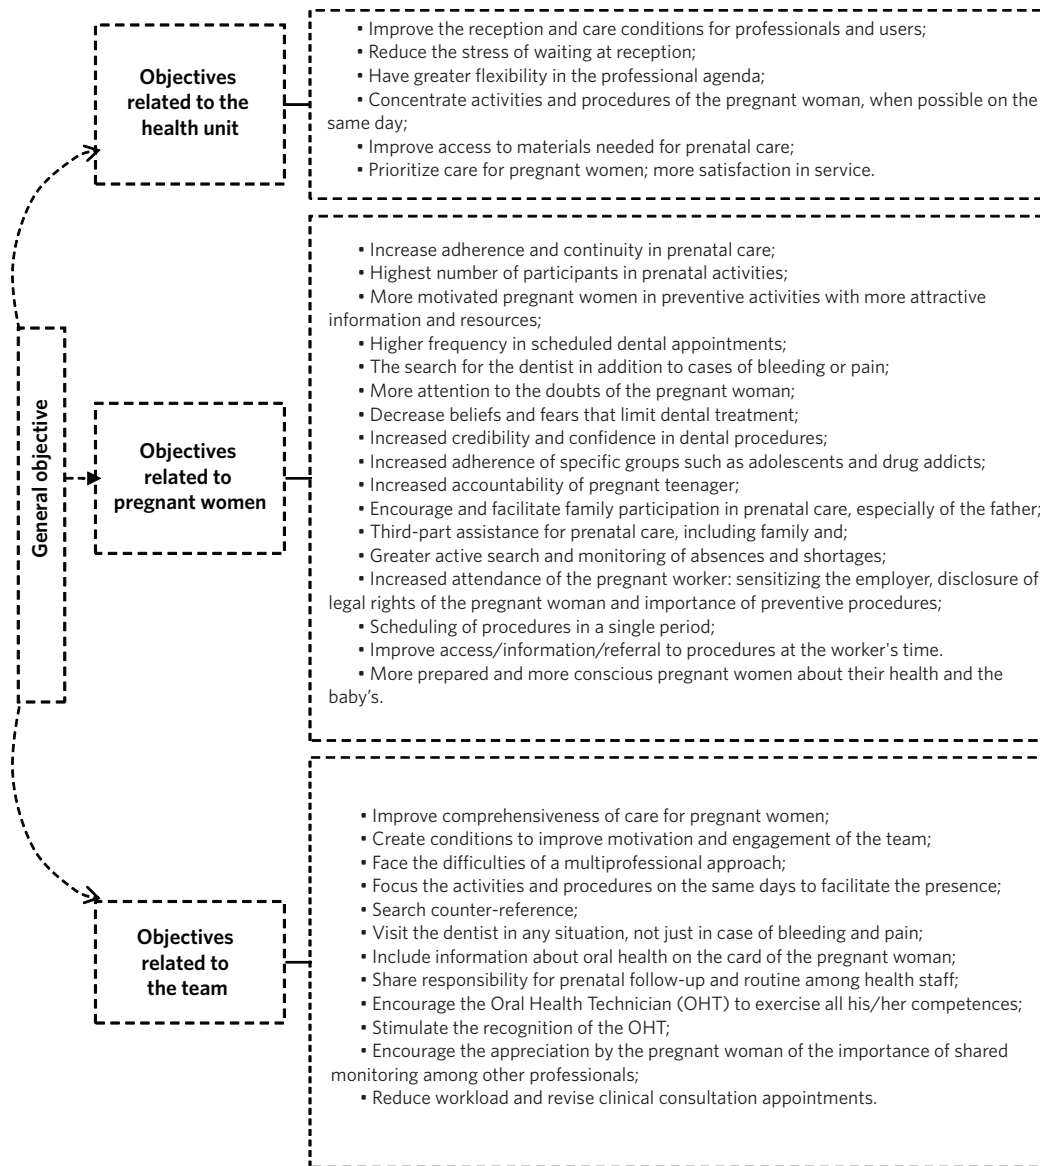 Objectives
related to the
health unit
• Improve the reception and care conditions for professionals and users;
• Reduce the stress of waiting at reception;
• Have greater flexibility in the professional agenda;
• Concentrate activities and procedures of the pregnant woman, when possible on the
same day;
• Improve access to materials needed for prenatal care;
• Prioritize care for pregnant women; more satisfaction in service.
General objective
Objectives
related to
pregnant women
• Increase adherence and continuity in prenatal care;
• Highest number of participants in prenatal activities;
• More motivated pregnant women in preventive activities with more attractive
information and resources;
• Higher frequency in scheduled dental appointments;
• The search for the dentist in addition to cases of bleeding or pain;
• More attention to the doubts of the pregnant woman;
• Decrease beliefs and fears that limit dental treatment;
• Increased credibility and confidence in dental procedures;
• Increased adherence of specific groups such as adolescents and drug addicts;
• Increased accountability of pregnant teenager;
• Encourage and facilitate family participation in prenatal care, especially of the father;
• Third-part assistance for prenatal care, including family and;
• Greater active search and monitoring of absences and shortages;
• Increased attendance of the pregnant worker: sensitizing the employer, disclosure of
legal rights of the pregnant woman and importance of preventive procedures;
• Scheduling of procedures in a single period;
• Improve access/information/referral to procedures at the worker's time.
• More prepared and more conscious pregnant women about their health and the
baby's.
Objectives
related to
the team
• Improve comprehensiveness of care for pregnant women;
• Create conditions to improve motivation and engagement of the team;
• Face the difficulties of a multiprofessional approach;
• Focus the activities and procedures on the same days to facilitate the presence;
• Search counter-reference;
• Visit the dentist in any situation, not just in case of bleeding and pain;
• Include information about oral health on the card of the pregnant woman;
• Share responsibility for prenatal follow-up and routine among health staff;
• Encourage the Oral Health Technician (OHT) to exercise all his/her competences;
• Stimulate the recognition of the OHT;
• Encourage the appreciation by the pregnant woman of the importance of shared
monitoring among other professionals;
• Reduce workload and revise clinical consultation appointments.